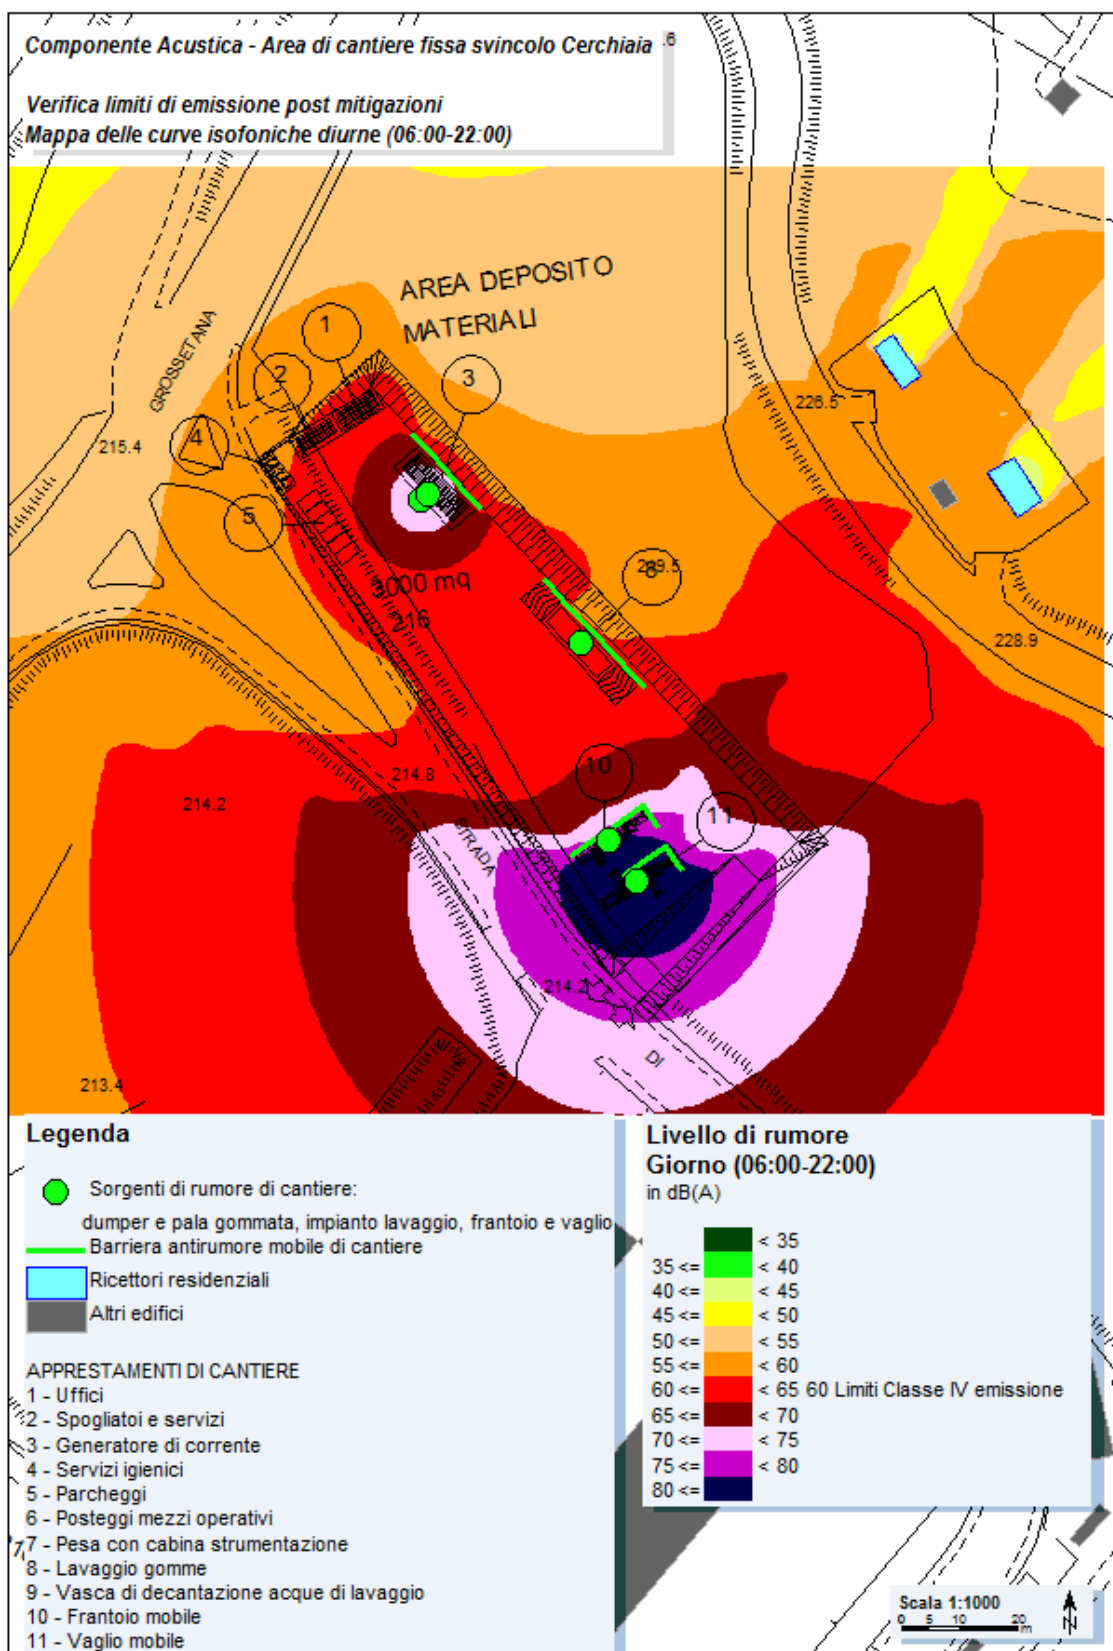 Componente Acustica - Area di cantiere fissa svincolo Cerchiaia
.6
Verifica limiti di emissione post mitigazioni
Mappa delle curve isofoniche diurne (06:00-22:00)
AREA DEPOSITO
MATERIALI
GROSSETANA
1
2
3
4
5
215.4
226.5
8
3000 mq
216
228.9
214.8
10
11
214.2
STRADA
214.2
DI
213.4
Legenda
Sorgenti di rumore di cantiere:
dumper e pala gommata, impianto lavaggio, frantoio e vaglio
Barriera antirumore mobile di cantiere
Ricettori residenziali
Altri edifici
APPRESTAMENTI DI CANTIERE
1 - Uffici
2 - Spogliatoi e servizi
3 - Generatore di corrente
4 - Servizi igienici
5 - Parcheggi
6 - Posteggi mezzi operativi
7 - Pesa con cabina strumentazione
8 - Lavaggio gomme
9 - Vasca di decantazione acque di lavaggio
10 - Frantoio mobile
11 - Vaglio mobile
Livello di rumore
Giorno (06:00-22:00)
in dB(A)
< 35
35 <= < 40
40 <= < 45
45 <= < 50
50 <= < 55
55 <= < 60
60 <= < 65 60 Limiti Classe IV emissione
65 <= < 70
70 <= < 75
75 <= < 80
80 <=
Scala 1:1000
0 5 10 20
m
N